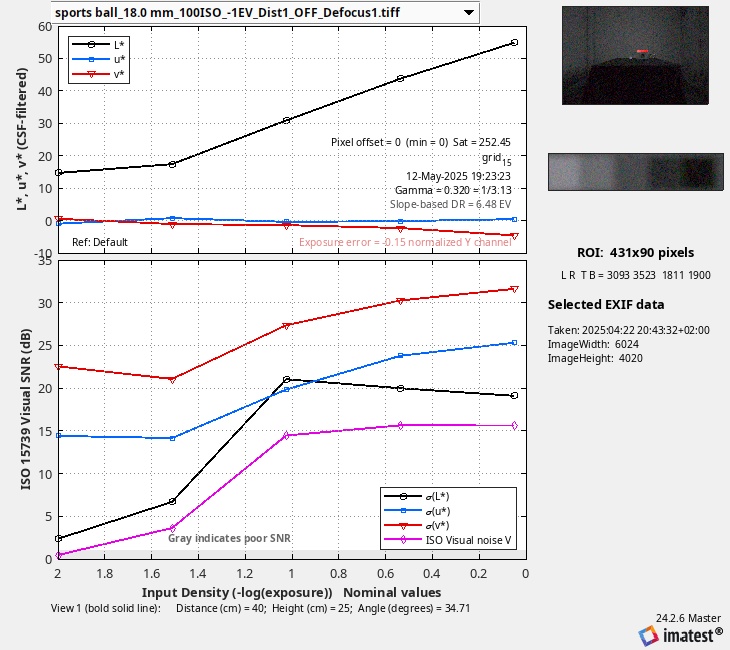 sports ball_18.0 mm_100ISO_-1EV_Dist1_OFF_Defocus1.tiff
60
50
40
30
20
10
0
-10
L*, u*, v* (CSF-filtered)
L*
u*
v*
Pixel offset = 0 (min = 0) Sat = 252.45
grid15
12-May-2025 19:23:23
Gamma = 0.320 = 1/3.13
Slope-based DR = 6.48 EV
Ref: Default
Exposure error = -0.15 normalized Y channel
ROI: 431x90 pixels
L R T B = 3093 3523 1811 1900
Selected EXIF data
Taken: 2025:04:22 20:43:32+02:00
ImageWidth: 6024
ImageHeight: 4020
35
30
25
20
15
10
5
0
ISO 15739 Visual SNR (dB)
σ(L*)
σ(u*)
σ(v*)
ISO Visual noise V
Gray indicates poor SNR
2 1.8 1.6 1.4 1.2 1 0.8 0.6 0.4 0.2 0
Input Density (-log(exposure)) Nominal values
View 1 (bold solid line): Distance (cm) = 40; Height (cm) = 25; Angle (degrees) = 34.71
24.2.6 Master
imatest®